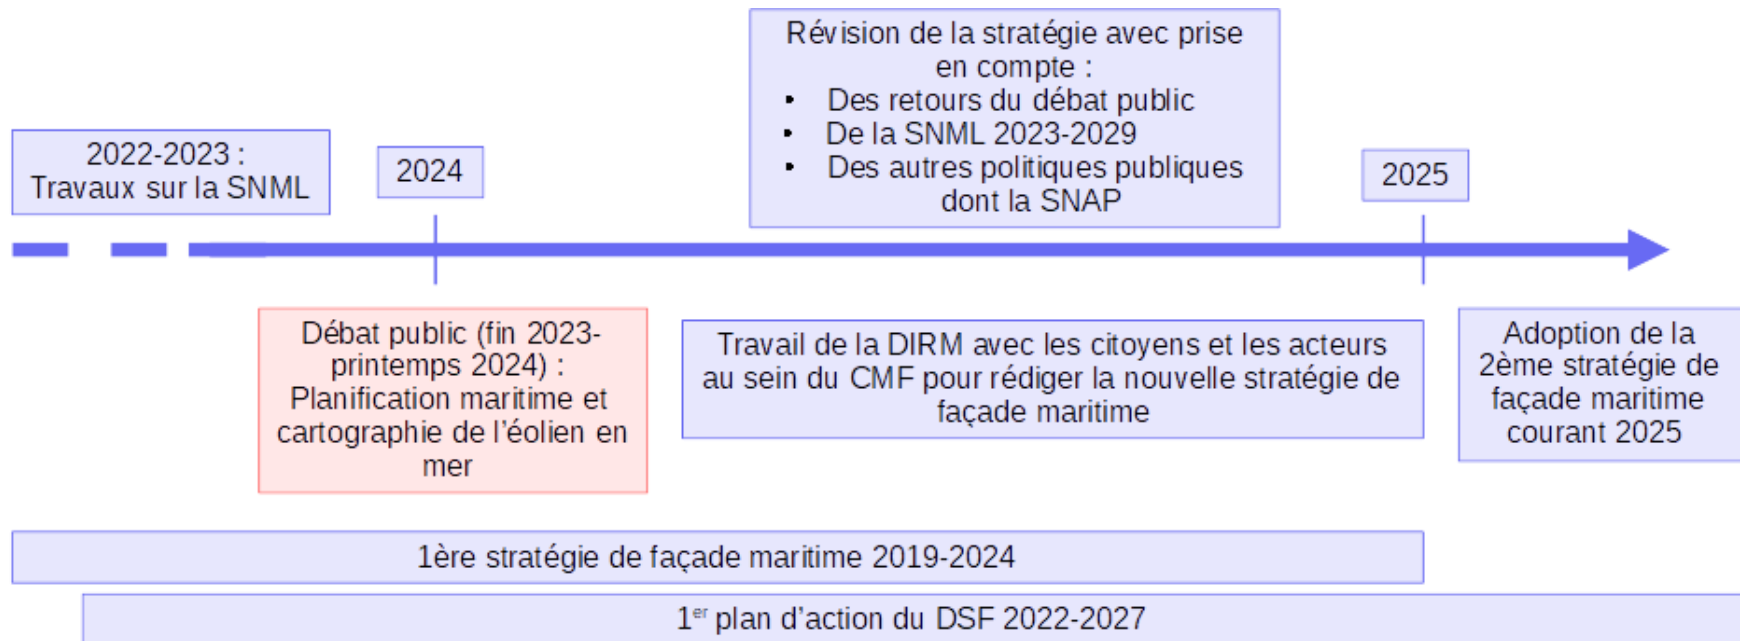 Révision de la stratégie avec prise
en compte :
• Des retours du débat public
• De la SNML 2023-2029
• Des autres politiques publiques
dont la SNAP
2022-2023 :
Travaux sur la SNML
2024
2025
Débat public (fin 2023-
printemps 2024) :
Planification maritime et
cartographie de l’éolien en
mer
Travail de la DIRM avec les citoyens et les acteurs
au sein du CMF pour rédiger la nouvelle stratégie de
façade maritime
Adoption de la
2ème stratégie de
façade maritime
courant 2025
1ère stratégie de façade maritime 2019-2024
1er plan d’action du DSF 2022-2027